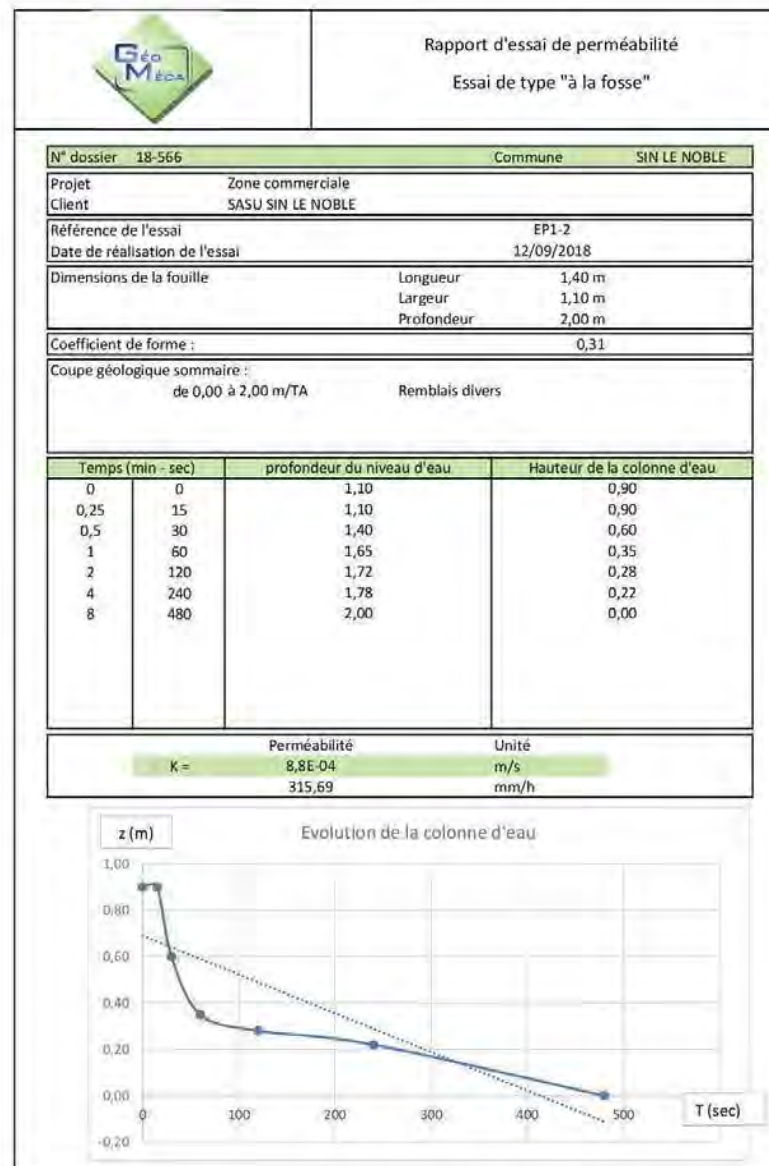 Géo
Méca
Rapport d'essai de perméabilité
Essai de type "à la fosse"
N° dossier 18-566 Commune SIN LE NOBLE
Projet Zone commerciale
Client SASU SIN LE NOBLE
Référence de l'essai EP1-2
Date de réalisation de l'essai 12/09/2018
Dimensions de la fouille Longueur 1,40 m
Largeur 1,10 m
Profondeur 2,00 m
Coefficient de forme : 0,31
Coupe géologique sommaire :
de 0,00 à 2,00 m/TA Remblais divers
Temps (min - sec) profondeur du niveau d'eau Hauteur de la colonne d'eau
0 0 1,10 0,90
0,25 15 1,10 0,90
0,5 30 1,40 0,60
1 60 1,65 0,35
2 120 1,72 0,28
4 240 1,78 0,22
8 480 2,00 0,00
Perméabilité Unité
K = 8,8E-04 m/s
315,69 mm/h
z (m) Evolution de la colonne d'eau
1,00
0,80
0,60
0,40
0,20
0,00
-0,20
0 100 200 300 400 500 T (sec)